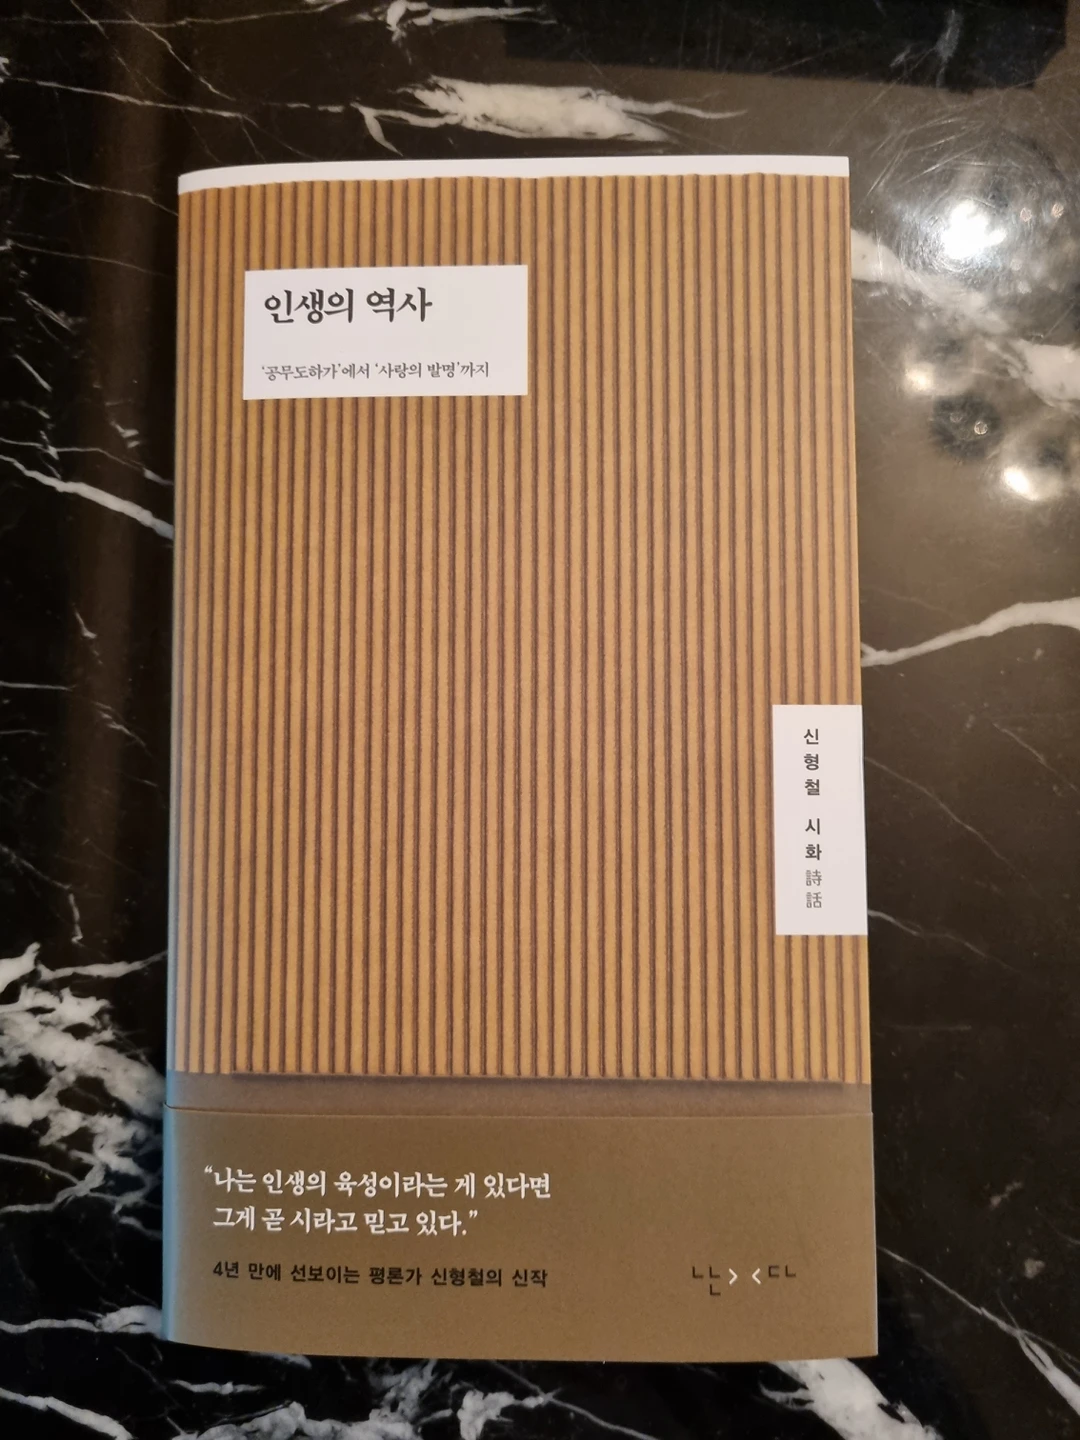 인생의 역사
‘공무도하가’에서 ‘사랑의 발명’까지
신형철 시화 詩話
“나는 인생의 육성이라는 게 있다면
그게 곧 시라고 믿고 있다.”
4년 만에 선보이는 평론가 신형철의 신작